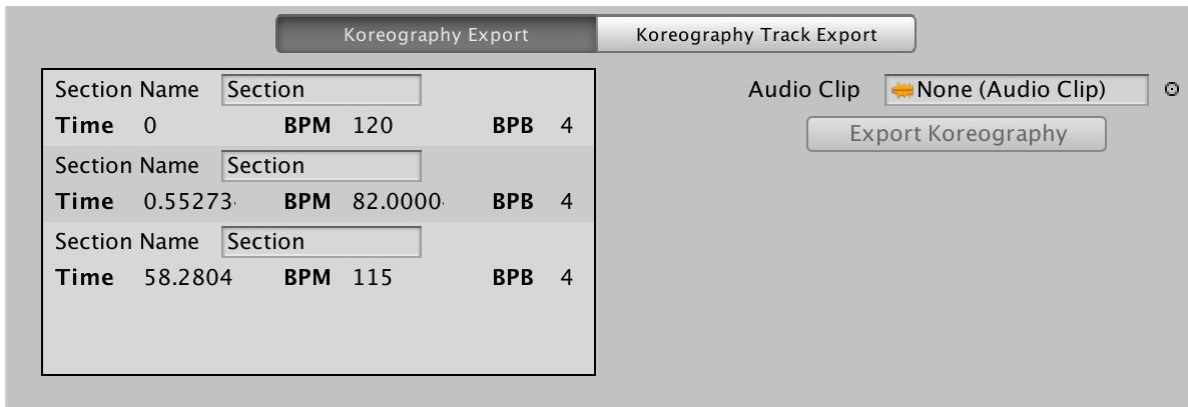 Koreography Export Koreography Track Export
Section Name Section
Time 0 BPM 120 BPB 4
Section Name Section
Time 0.55273 BPM 82.0000 BPB 4
Section Name Section
Time 58.2804 BPM 115 BPB 4
Audio Clip None (Audio Clip)
Export Koreography